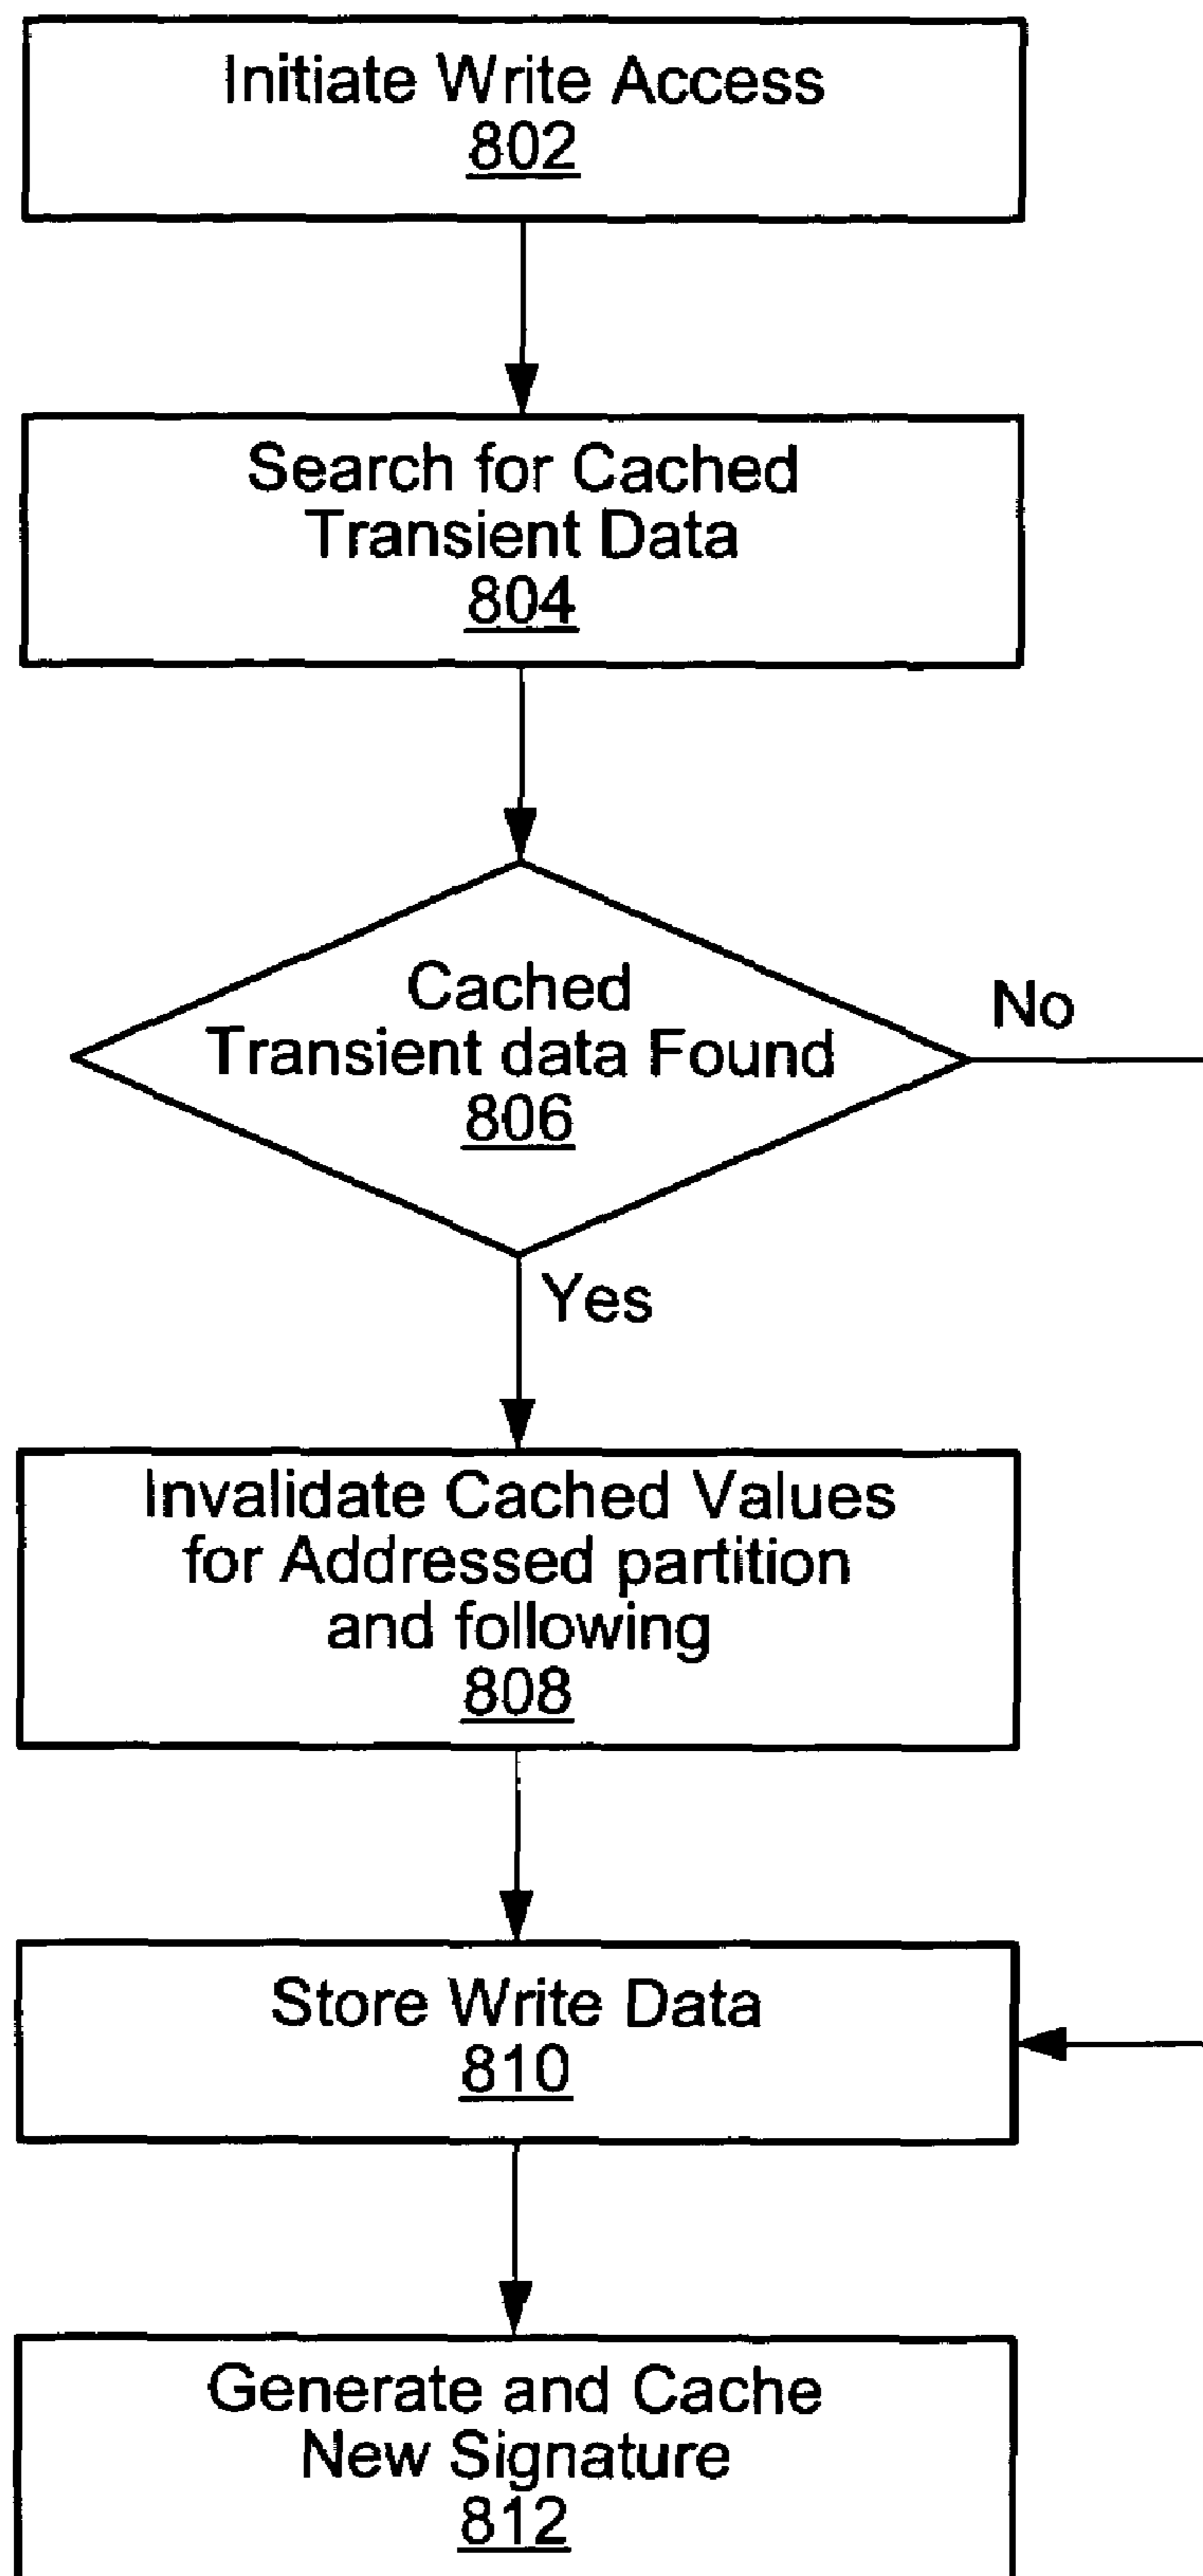 Initiate Write Access
802
Search for Cached
Transient Data
804
Cached
Transient data Found
806
No
Yes
Invalidate Cached Values
for Addressed partition
and following
808
Store Write Data
810
Generate and Cache
New Signature
812